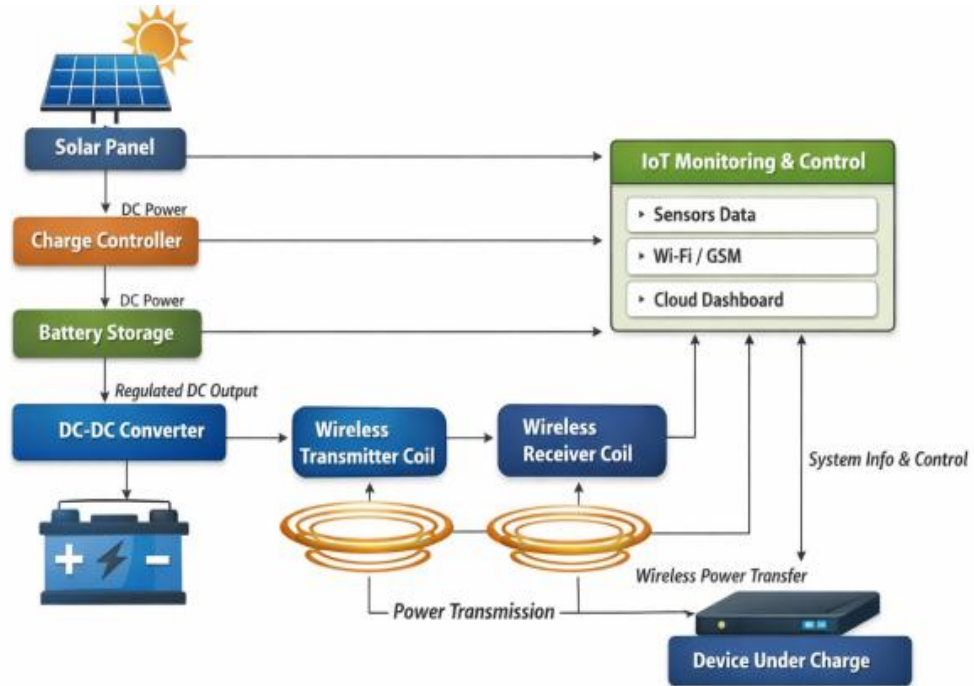 Solar Panel
DC Power
Charge Controller
DC Power
Battery Storage
Regulated DC Output
DC-DC Converter
Wireless
Transmitter Coil
Wireless
Receiver Coil
IoT Monitoring & Control
Sensors Data
Wi-Fi / GSM
Cloud Dashboard
System Info & Control
Wireless Power Transfer
Power Transmission
Device Under Charge